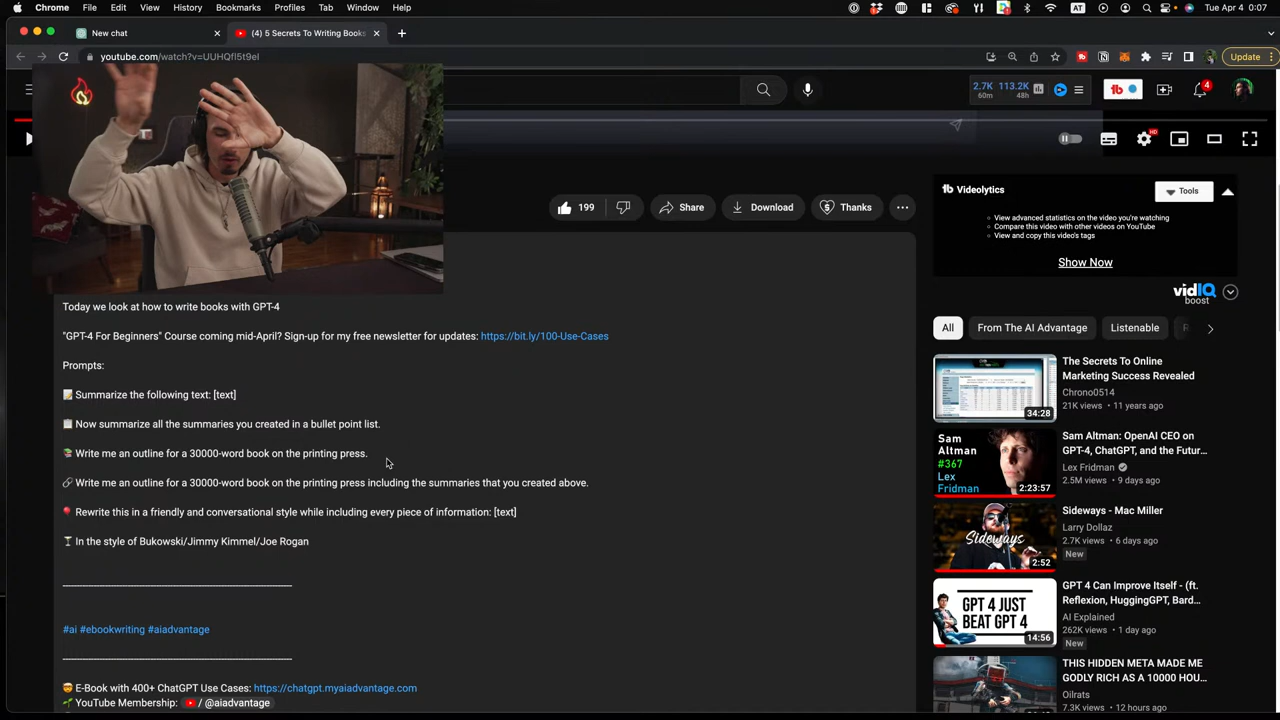 Chrome File Edit View History Bookmarks Profiles Tab Window Help AT Tue Apr 4 0:07
New chat
(4) 5 Secrets To Writing Books
youtube.com/watch?v=UUHQfl5t9eI
Update
2.7K 113.2K
60m 48h
4
HD
199 Share Download Thanks
Today we look at how to write books with GPT-4
"GPT-4 For Beginners" Course coming mid-April? Sign-up for my free newsletter for updates: https://bit.ly/100-Use-Cases
Prompts:
Summarize the following text: [text]
Now summarize all the summaries you created in a bullet point list.
Write me an outline for a 30000-word book on the printing press.
Write me an outline for a 30000-word book on the printing press including the summaries that you created above.
Rewrite this in a friendly and conversational style while including every piece of information: [text]
In the style of Bukowski/Jimmy Kimmel/Joe Rogan
#ai #ebookwriting #aiadvantage
E-Book with 400+ ChatGPT Use Cases: https://chatgpt.myaiadvantage.com
YouTube Membership: / @aiadvantage
Videolytics
Tools
View advanced statistics on the video you're watching
Compare this video with other videos on YouTube
View and copy this video's tags
Show Now
vidIQ
boost
All From The AI Advantage Listenable R
The Secrets To Online
Marketing Success Revealed
Chrono0514
21K views • 11 years ago
34:28
Sam
Altman
#367
Lex
Fridman
2:23:57
Sam Altman: OpenAI CEO on
GPT-4, ChatGPT, and the Futur...
Lex Fridman
2.5M views • 9 days ago
Sideways
2:52
Sideways - Mac Miller
Larry Dollaz
2.7K views • 6 days ago
New
GPT 4 JUST
BEAT GPT 4
14:56
GPT 4 Can Improve Itself - (ft.
Reflexion, HuggingGPT, Bard...
AI Explained
262K views • 1 day ago
New
THIS HIDDEN META MADE ME
GODLY RICH AS A 10000 HOU...
Oilrats
7.3K views • 12 hours ago